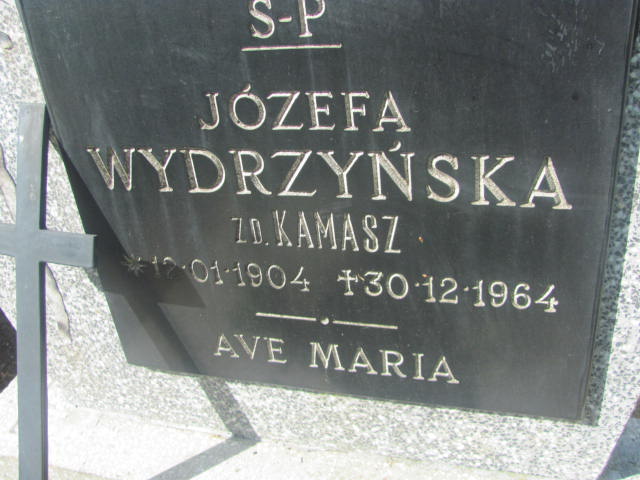 Ś-P
JÓZEFA
WYDRZYŃSKA
ZD. KAMASZ
*12·01·1904 ✝30·12·1964
AVE MARIA